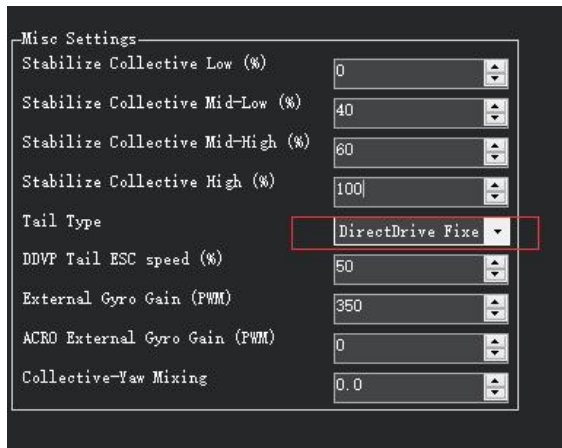 Misc Settings
Stabilize Collective Low (%) 0
Stabilize Collective Mid-Low (%) 40
Stabilize Collective Mid-High (%) 60
Stabilize Collective High (%) 100
Tail Type DirectDrive Fixe
DDVP Tail ESC speed (%) 50
External Gyro Gain (PWM) 350
ACRO External Gyro Gain (PWM) 0
Collective-Yaw Mixing 0.0